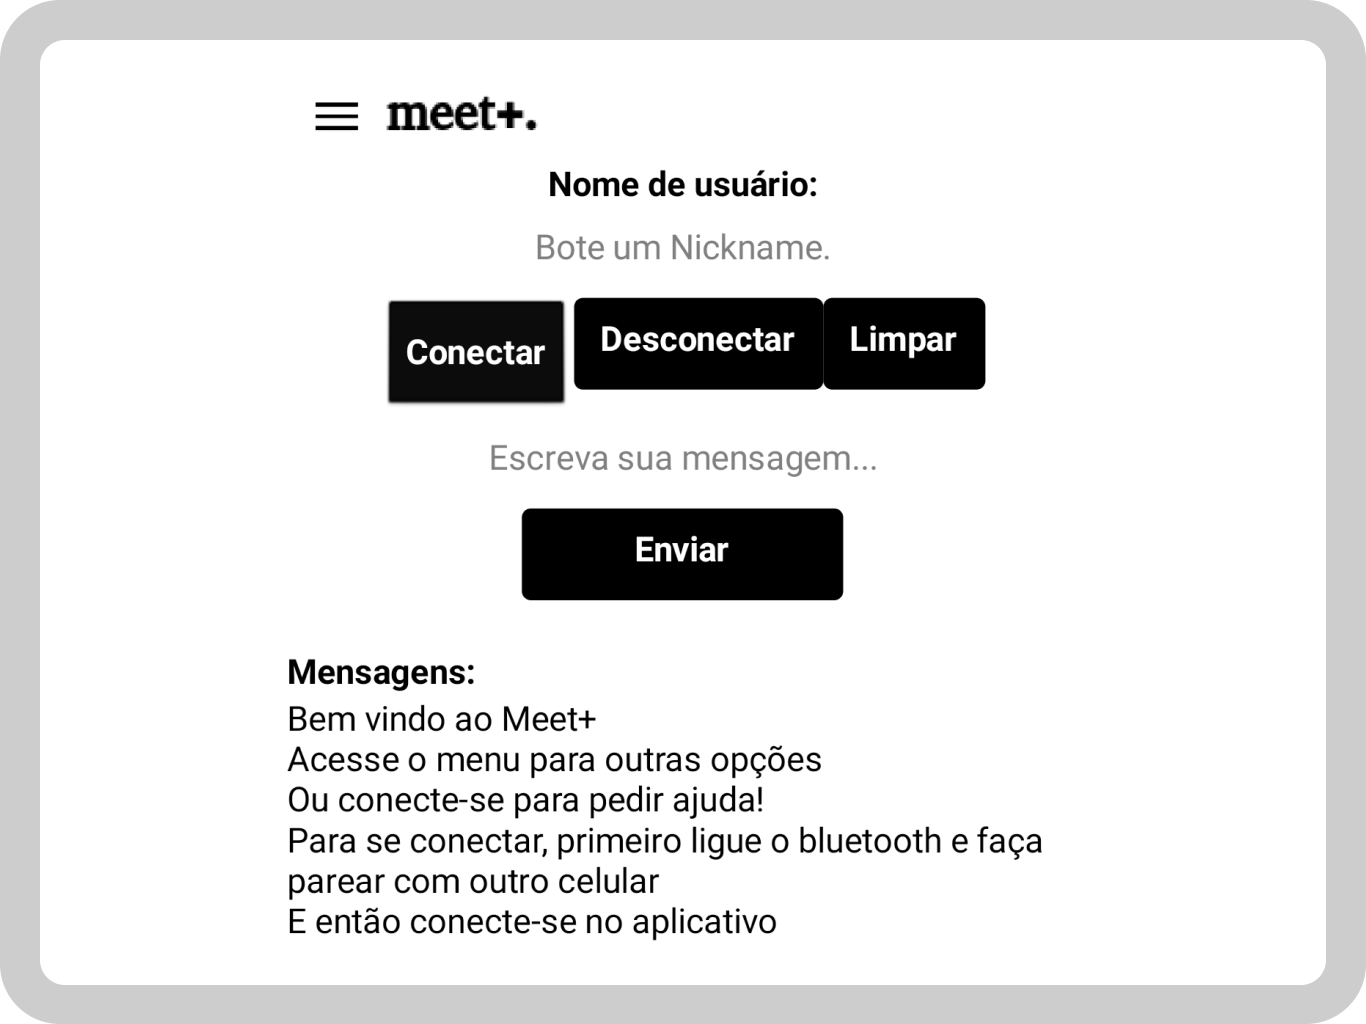 meet+.
Nome de usuário:
Bote um Nickname.
Conectar
Desconectar
Limpar
Escreva sua mensagem...
Enviar
Mensagens:
Bem vindo ao Meet+
Acesse o menu para outras opções
Ou conecte-se para pedir ajuda!
Para se conectar, primeiro ligue o bluetooth e faça
parear com outro celular
E então conecte-se no aplicativo